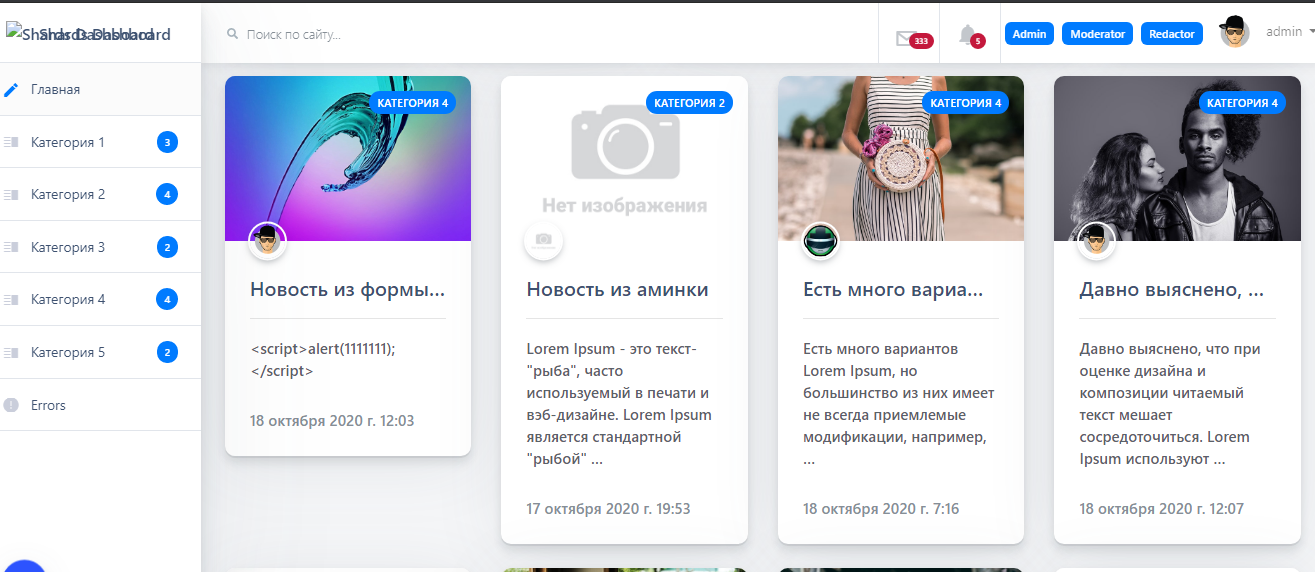 Shards Dashboard
Поиск по сайту...
333
5
Admin
Moderator
Redactor
admin
Главная
Категория 1
3
Категория 2
4
Категория 3
2
Категория 4
4
Категория 5
2
Errors
КАТЕГОРИЯ 4
Новость из формы...
<script>alert(1111111);
</script>
18 октября 2020 г. 12:03
КАТЕГОРИЯ 2
Нет изображения
Новость из аминки
Lorem Ipsum - это текст-
"рыба", часто
используемый в печати и
вэб-дизайне. Lorem Ipsum
является стандартной
"рыбой" ...
17 октября 2020 г. 19:53
КАТЕГОРИЯ 4
Есть много вариа...
Есть много вариантов
Lorem Ipsum, но
большинство из них имеет
не всегда приемлемые
модификации, например,
...
18 октября 2020 г. 7:16
КАТЕГОРИЯ 4
Давно выяснено, ...
Давно выяснено, что при
оценке дизайна и
композиции читаемый
текст мешает
сосредоточиться. Lorem
Ipsum используют ...
18 октября 2020 г. 12:07